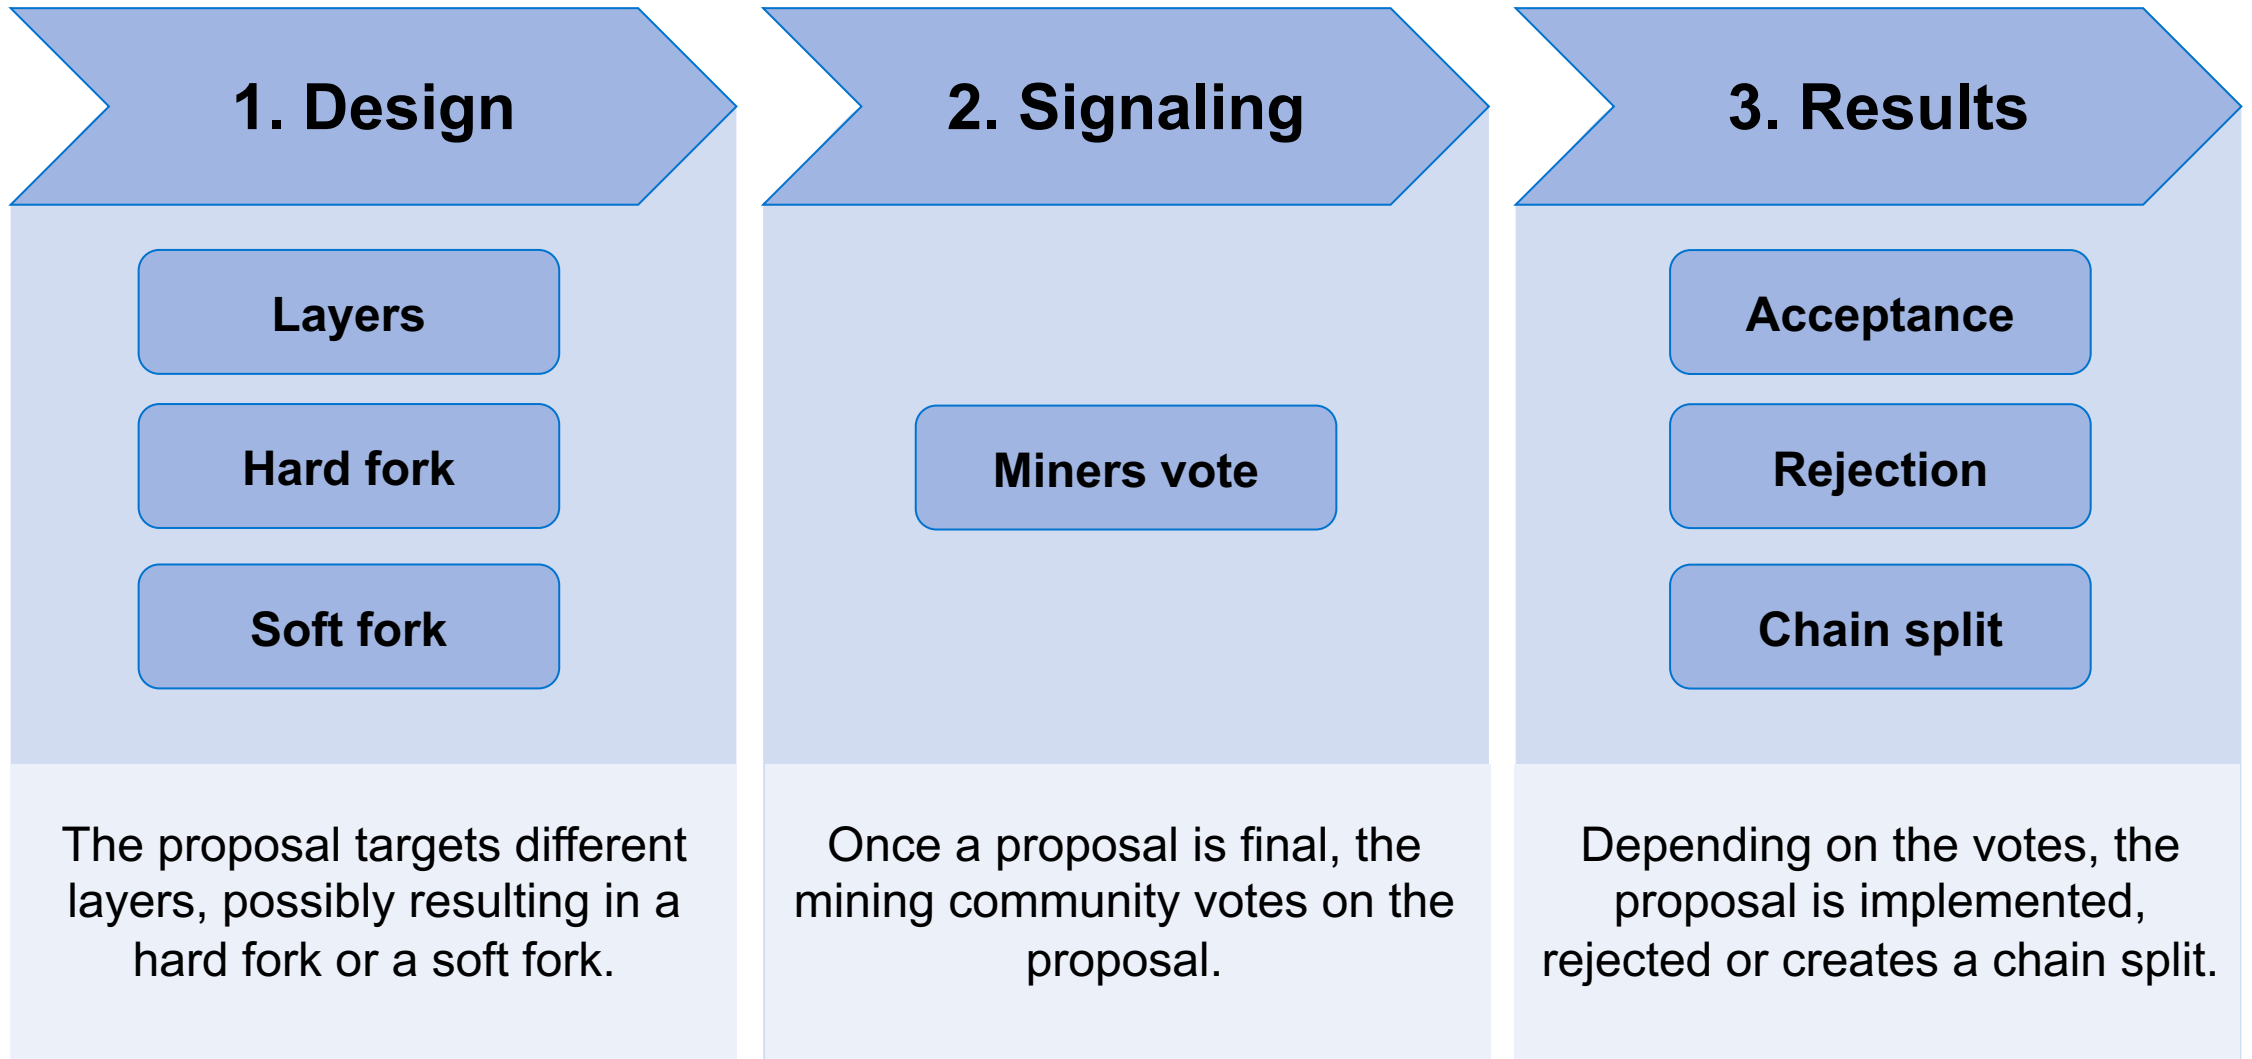 1. Design
Layers
Hard fork
Soft fork
The proposal targets different
layers, possibly resulting in a
hard fork or a soft fork.
2. Signaling
Miners vote
Once a proposal is final, the
mining community votes on the
proposal.
3. Results
Acceptance
Rejection
Chain split
Depending on the votes, the
proposal is implemented,
rejected or creates a chain split.